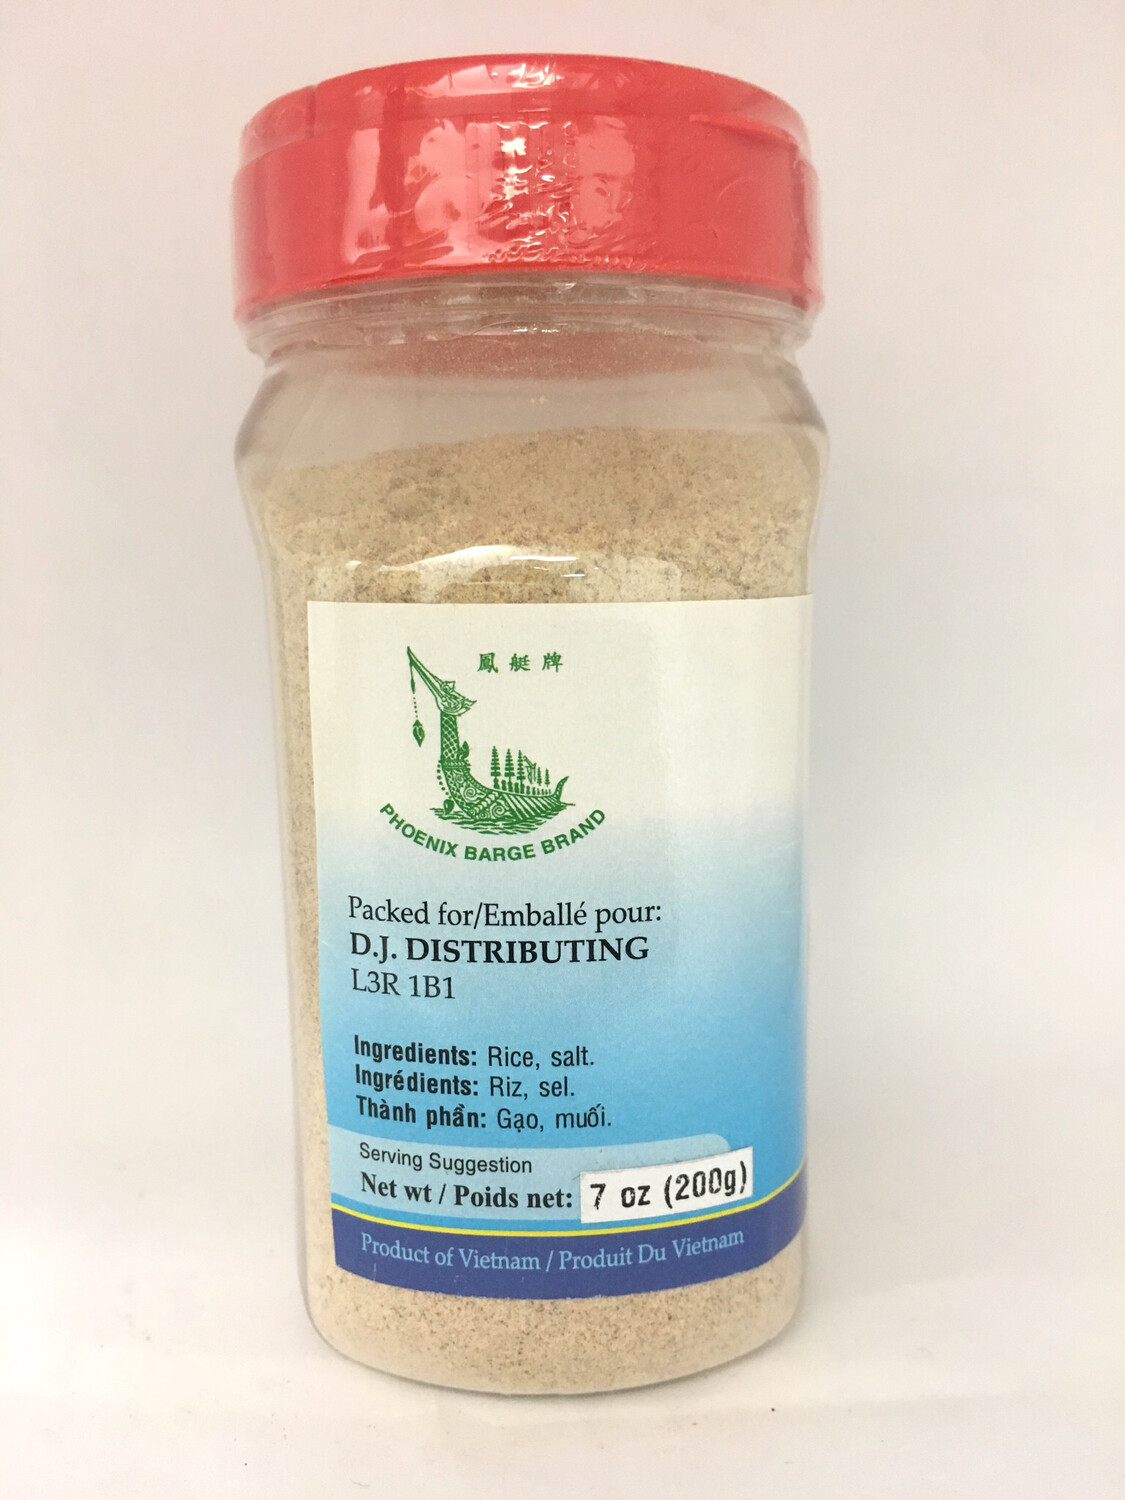 鳳艇牌
PHOENIX BARGE BRAND
Packed for/Emballé pour:
D.J. DISTRIBUTING
L3R 1B1
Ingredients: Rice, salt.
Ingrédients: Riz, sel.
Thành phần: Gạo, muối.
Serving Suggestion
Net wt / Poids net: 7 oz (200g)
Product of Vietnam / Produit Du Vietnam